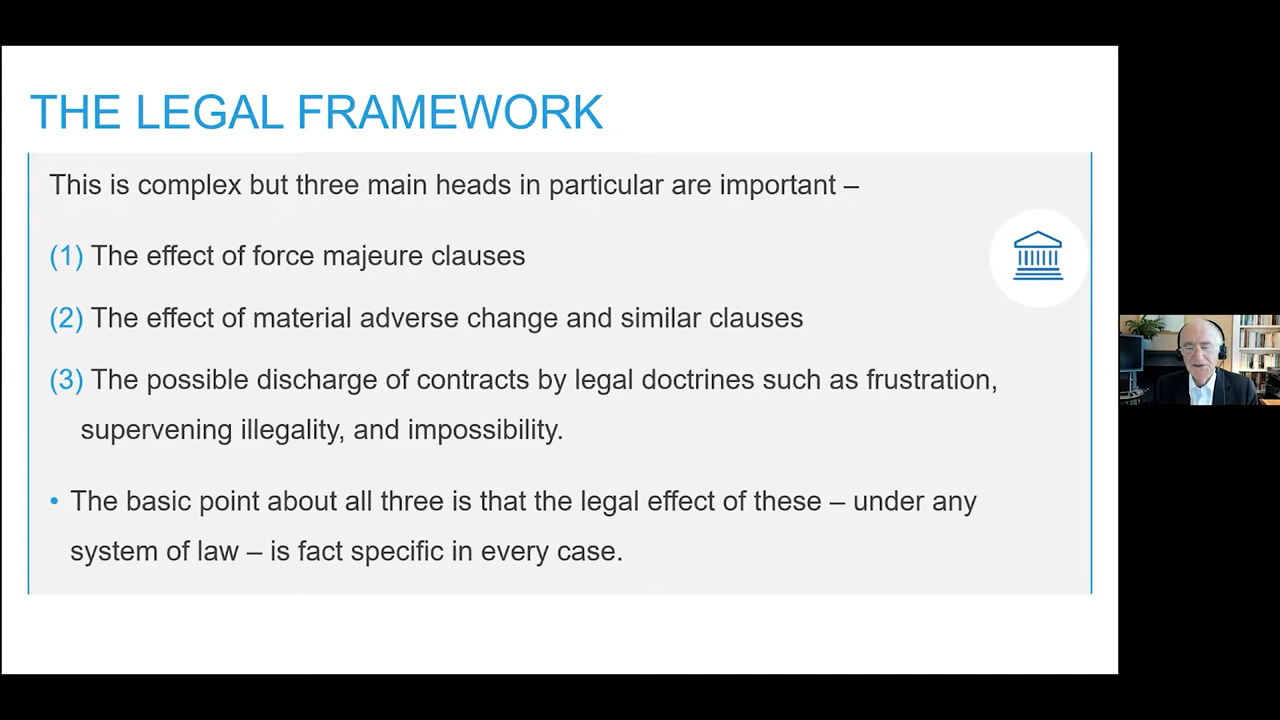 THE LEGAL FRAMEWORK
This is complex but three main heads in particular are important –
(1) The effect of force majeure clauses
(2) The effect of material adverse change and similar clauses
(3) The possible discharge of contracts by legal doctrines such as frustration,
supervening illegality, and impossibility.
• The basic point about all three is that the legal effect of these – under any
system of law – is fact specific in every case.